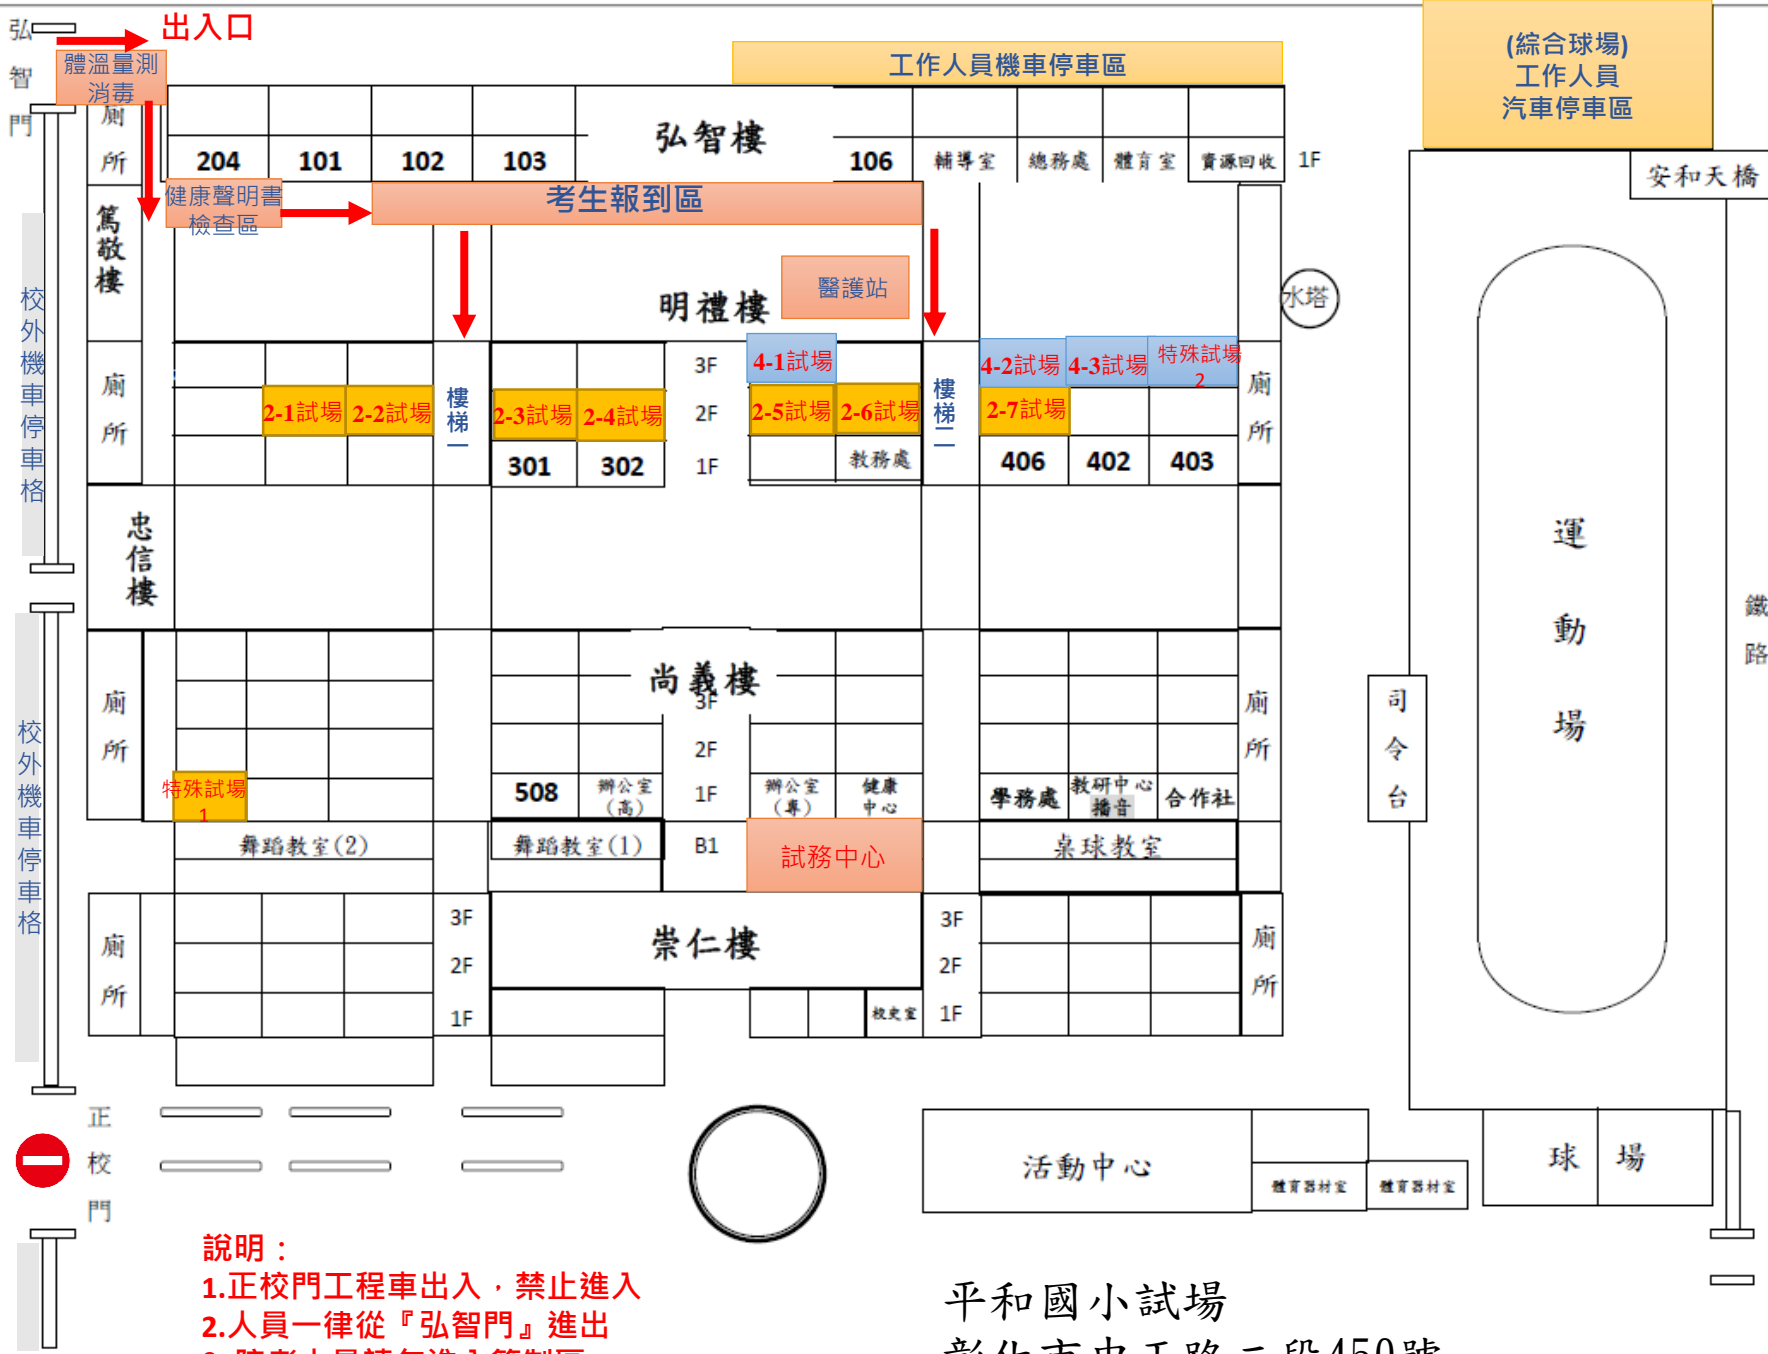 弘智門
出入口
體溫量測
消毒
工作人員機車停車區
(綜合球場)
工作人員
汽車停車區
廁所
204
101
102
103
弘智樓
106
輔導室
總務處
體育室
資源回收
1F
安和天橋
健康聲明書
檢查區
考生報到區
篤敬樓
醫護站
明禮樓
水塔
校外機車停車格
廁所
3F
4-1試場
4-2試場
4-3試場
特殊試場
2
廁所
2-1試場
2-2試場
樓梯一
2-3試場
2-4試場
2F
2-5試場
2-6試場
樓梯二
2-7試場
301
302
1F
教務處
406
402
403
忠信樓
運動場
鐵路
尚義樓
廁所
3F
廁所
司令台
2F
校外機車停車格
特殊試場
1
508
辦公室
(高)
1F
辦公室
(專)
健康
中心
學務處
教研中心
播音
合作社
舞蹈教室(2)
舞蹈教室(1)
B1
試務中心
桌球教室
廁所
3F
2F
1F
崇仁樓
校史室
3F
2F
1F
廁所
正校門
活動中心
體育器材室
體育器材室
球場
說明：
1.正校門工程車出入，禁止進入
2.人員一律從『弘智門』進出
平和國小試場